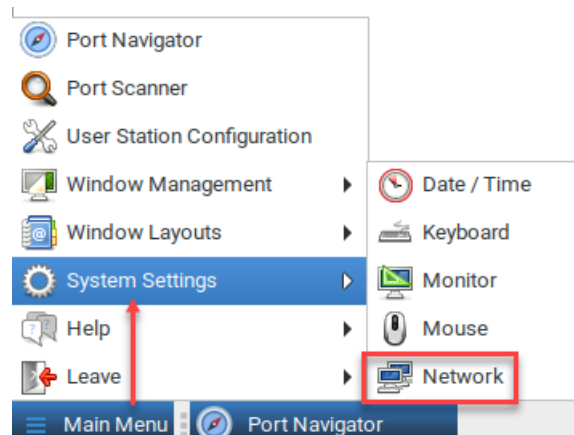 Port Navigator
Port Scanner
User Station Configuration
Window Management
Window Layouts
System Settings
Help
Leave
Date / Time
Keyboard
Monitor
Mouse
Network
Main Menu
Port Navigator